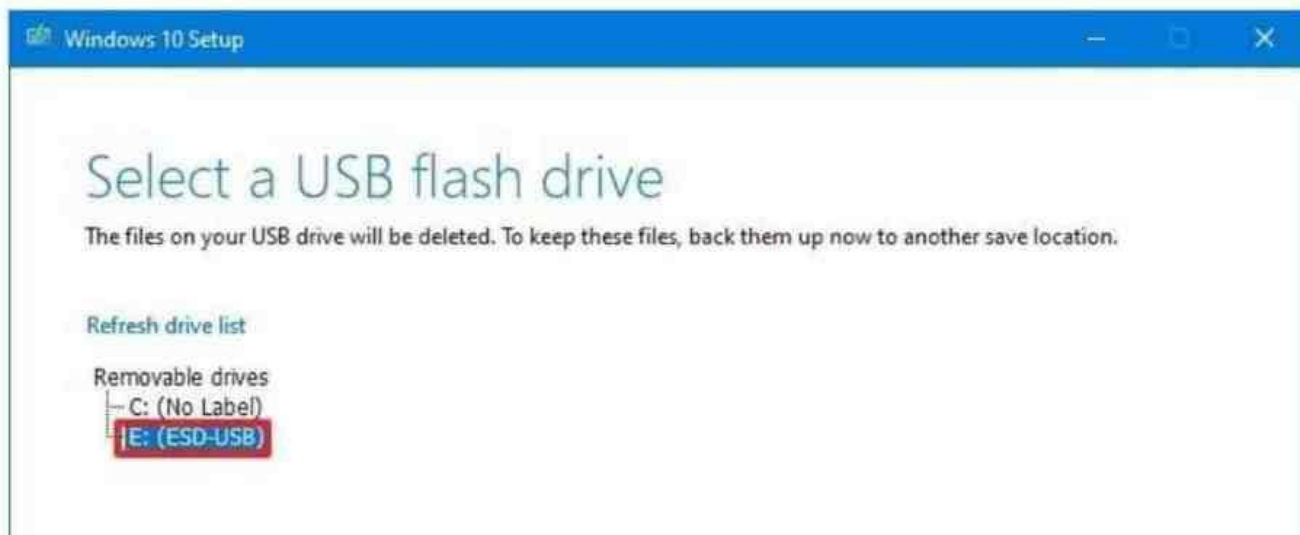 Windows 10 Setup
Select a USB flash drive
The files on your USB drive will be deleted. To keep these files, back them up now to another save location.
Refresh drive list
Removable drives
C: (No Label)
E: (ESD-USB)